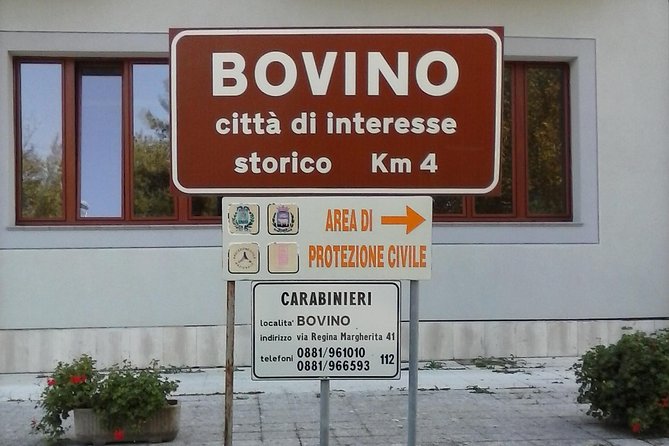 BOVINO
città di interesse
storico Km 4
AREA DI
PROTEZIONE CIVILE
CARABINIERI
localita' BOVINO
indirizzo via Regina Margherita 41
telefoni 0881/961010 112
0881/966593